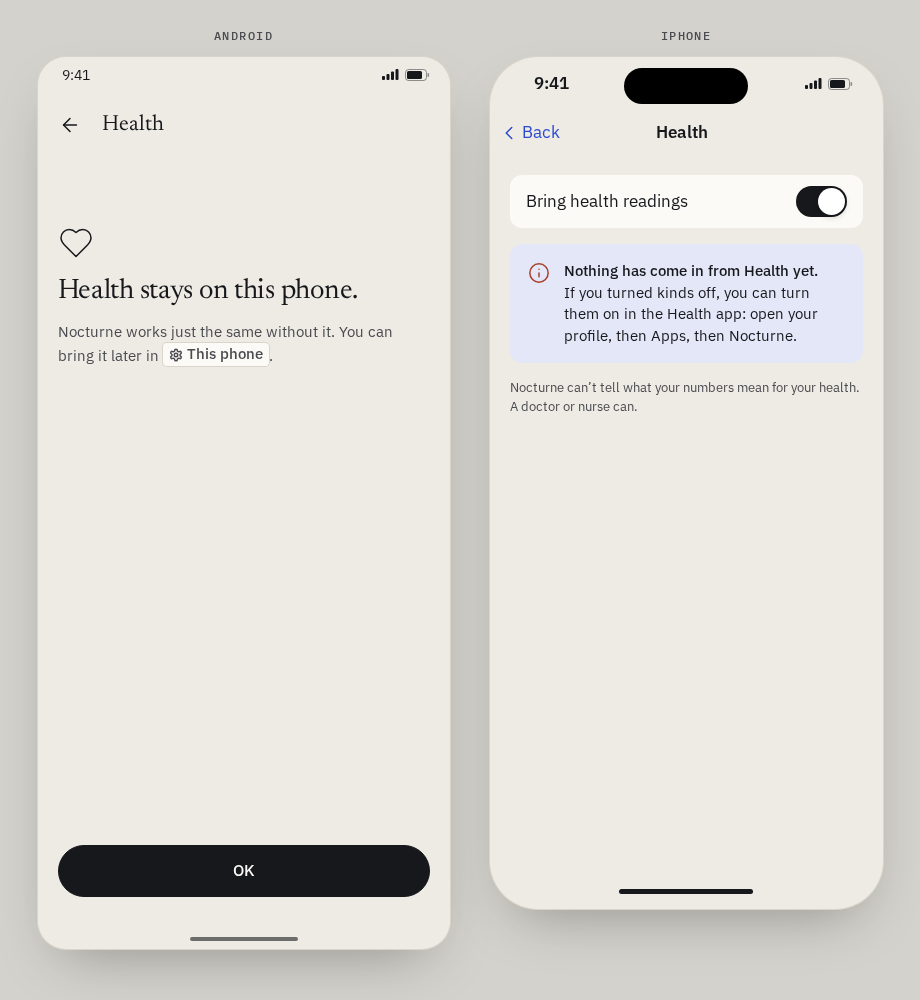 ANDROID
9:41
Health
Health stays on this phone.
Nocturne works just the same without it. You can
bring it later in This phone.
OK
IPHONE
9:41
Back
Health
Bring health readings
Nothing has come in from Health yet.
If you turned kinds off, you can turn
them on in the Health app: open your
profile, then Apps, then Nocturne.
Nocturne can’t tell what your numbers mean for your health.
A doctor or nurse can.